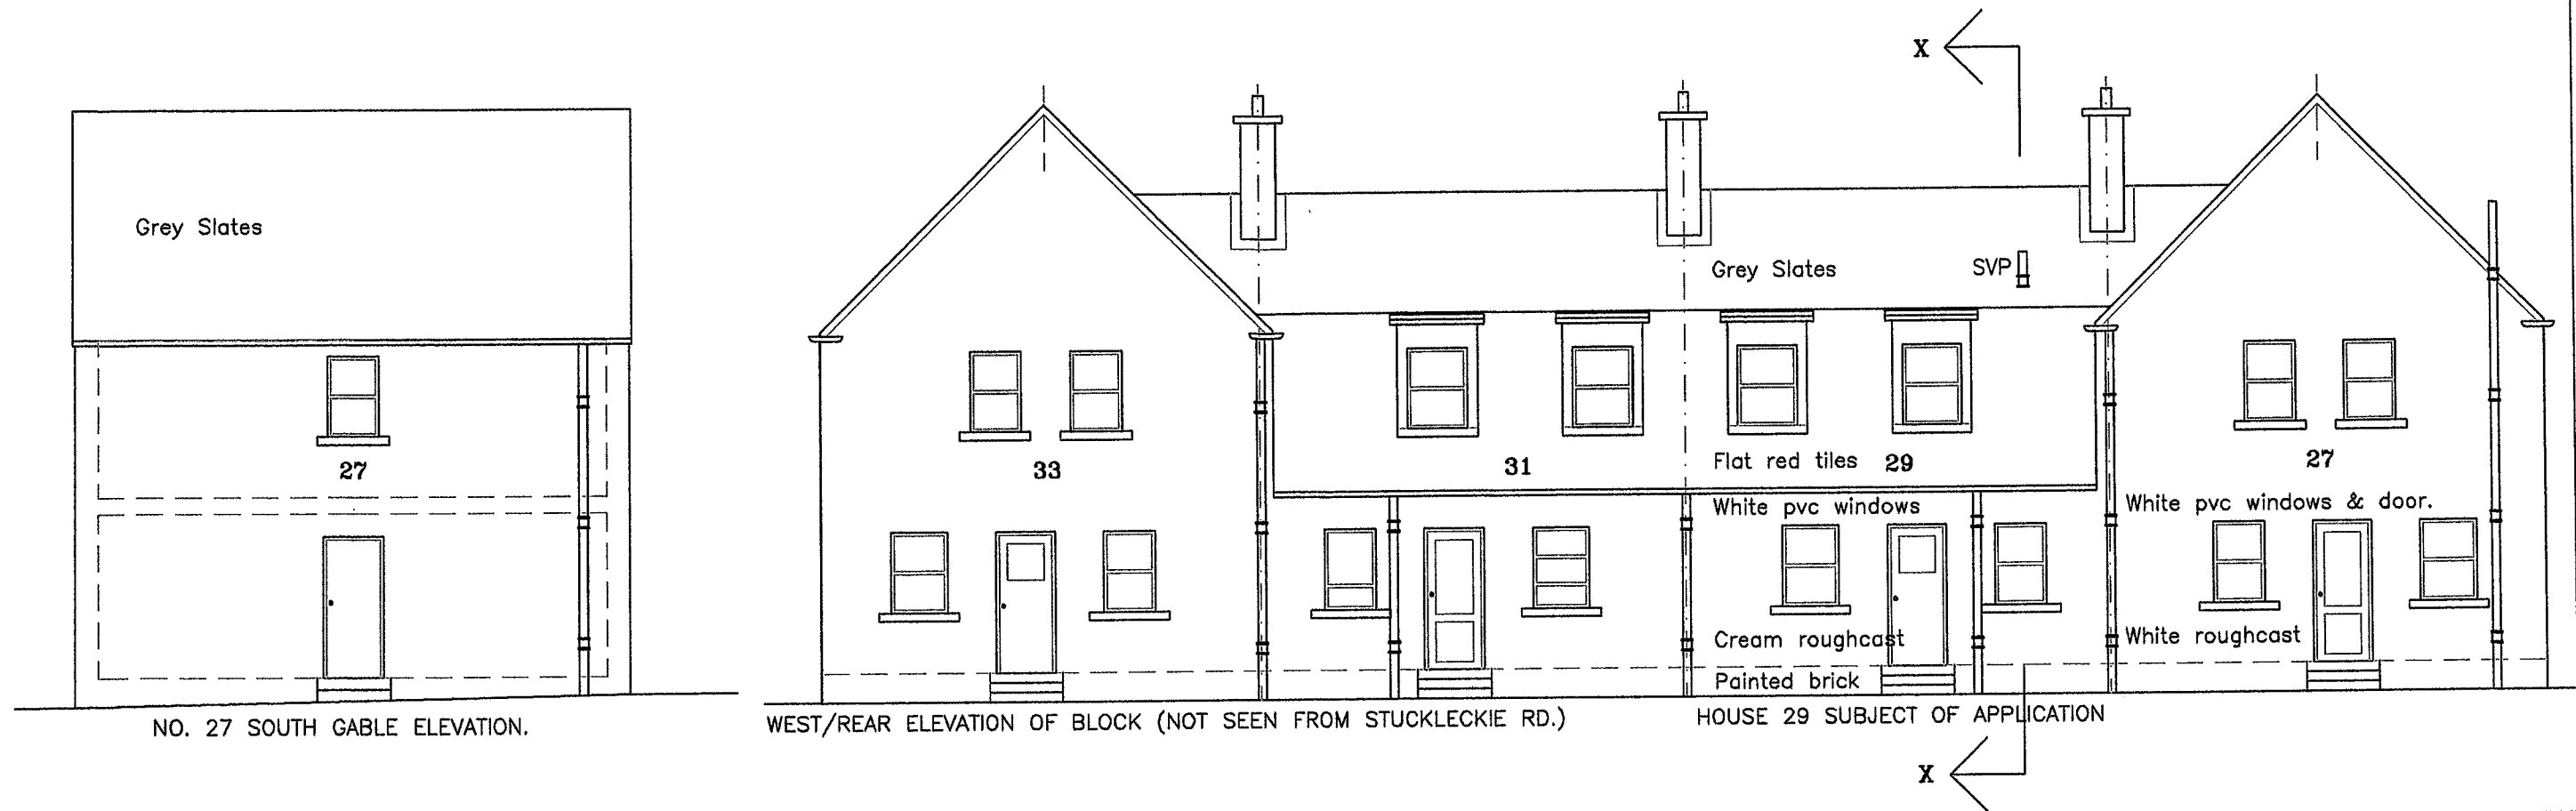 X
Grey Slates
Grey Slates
SVP
27
33
31
Flat red tiles
29
27
White pvc windows
White pvc windows & door.
Cream roughcast
White roughcast
Painted brick
NO. 27 SOUTH GABLE ELEVATION.
WEST/REAR ELEVATION OF BLOCK (NOT SEEN FROM STUCKLECKIE RD.)
HOUSE 29 SUBJECT OF APPLICATION
X